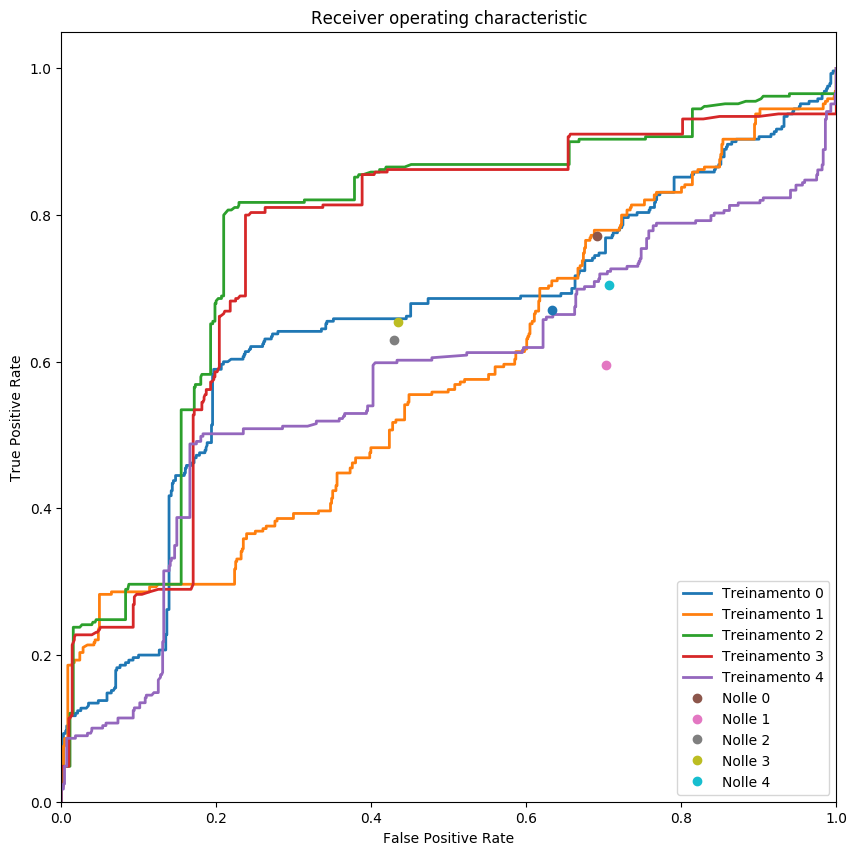 Receiver operating characteristic
True Positive Rate
1.0
0.8
0.6
0.4
0.2
0.0
0.0 0.2 0.4 0.6 0.8 1.0
False Positive Rate
Treinamento 0
Treinamento 1
Treinamento 2
Treinamento 3
Treinamento 4
Nolle 0
Nolle 1
Nolle 2
Nolle 3
Nolle 4